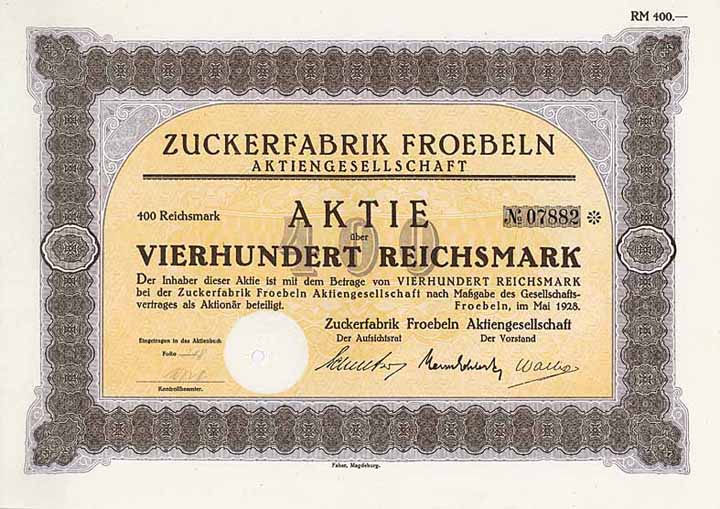 RM 400.—
ZUCKERFABRIK FROEBELN
AKTIENGESELLSCHAFT
400 Reichsmark
AKTIE
№ 07882 *
über
400
VIERHUNDERT REICHSMARK
Der Inhaber dieser Aktie ist mit dem Betrage von VIERHUNDERT REICHSMARK
bei der Zuckerfabrik Froebeln Aktiengesellschaft nach Maßgabe des Gesellschafts-
vertrages als Aktionär beteiligt. Froebeln, im Mai 1928.
Zuckerfabrik Froebeln Aktiengesellschaft
Der Aufsichtsrat Der Vorstand
Eingetragen in das Aktienbuch
Folio
Kontrollbeamter.
Faber, Magdeburg.